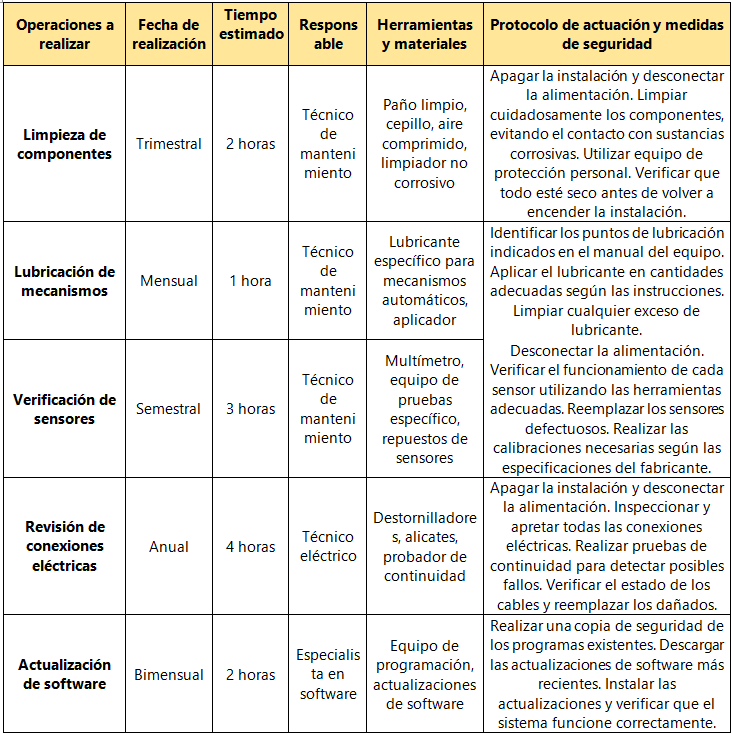 Operaciones a
realizar
Fecha de
realización
Tiempo
estimado
Respons
able
Herramientas
y materiales
Protocolo de actuación y medidas
de seguridad
Limpieza de
componentes
Trimestral
2 horas
Técnico
de
manteni
miento
Paño limpio,
cepillo, aire
comprimido,
limpiador no
corrosivo
Apagar la instalación y desconectar
la alimentación. Limpiar
cuidadosamente los componentes,
evitando el contacto con sustancias
corrosivas. Utilizar equipo de
protección personal. Verificar que
todo esté seco antes de volver a
encender la instalación.
Lubricación de
mecanismos
Mensual
1 hora
Técnico
de
manteni
miento
Lubricante
específico para
mecanismos
automáticos,
aplicador
Identificar los puntos de lubricación
indicados en el manual del equipo.
Aplicar el lubricante en cantidades
adecuadas según las instrucciones.
Limpiar cualquier exceso de
lubricante.
Verificación de
sensores
Semestral
3 horas
Técnico
de
manteni
miento
Multímetro,
equipo de
pruebas
específico,
repuestos de
sensores
Desconectar la alimentación.
Verificar el funcionamiento de cada
sensor utilizando las herramientas
adecuadas. Reemplazar los sensores
defectuosos. Realizar las
calibraciones necesarias según las
especificaciones del fabricante.
Revisión de
conexiones
eléctricas
Anual
4 horas
Técnico
eléctrico
Destornilladore
s, alicates,
probador de
continuidad
Apagar la instalación y desconectar
la alimentación. Inspeccionar y
apretar todas las conexiones
eléctricas. Realizar pruebas de
continuidad para detectar posibles
fallos. Verificar el estado de los
cables y reemplazar los dañados.
Actualización
de software
Bimensual
2 horas
Especialis
ta en
software
Equipo de
programación,
actualizaciones
de software
Realizar una copia de seguridad de
los programas existentes. Descargar
las actualizaciones de software más
recientes. Instalar las
actualizaciones y verificar que el
sistema funcione correctamente.